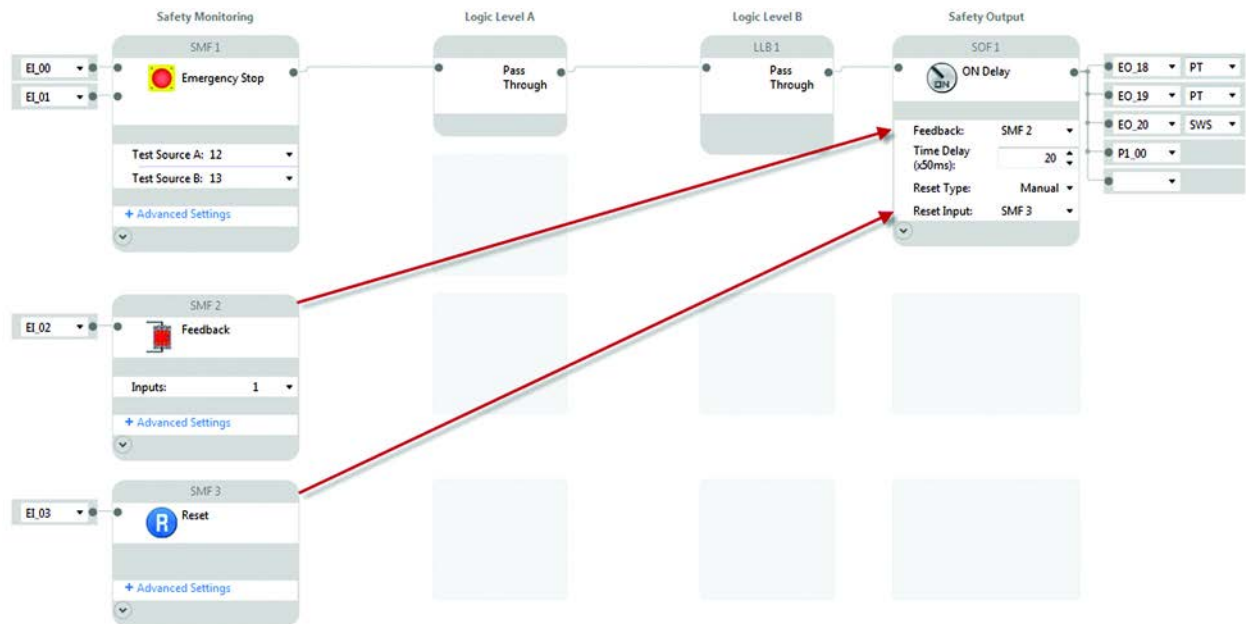 Safety Monitoring
Logic Level A
Logic Level B
Safety Output
SMF 1
EI_00
EI_01
Emergency Stop
Test Source A: 12
Test Source B: 13
+ Advanced Settings
Pass
Through
LLB 1
Pass
Through
SOF 1
ON
ON Delay
Feedback: SMF 2
Time Delay
(x50ms): 20
Reset Type: Manual
Reset Input: SMF 3
EO_18 PT
EO_19 PT
EO_20 SWS
P1_00
SMF 2
EI_02
Feedback
Inputs: 1
+ Advanced Settings
SMF 3
EI_03
R
Reset
+ Advanced Settings